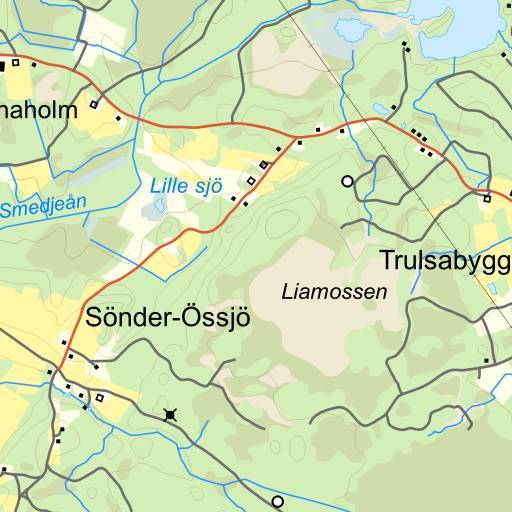 naholm
Lille sjö
Smedjeån
Trulsabygg
Liamossen
Sönder-Össjö